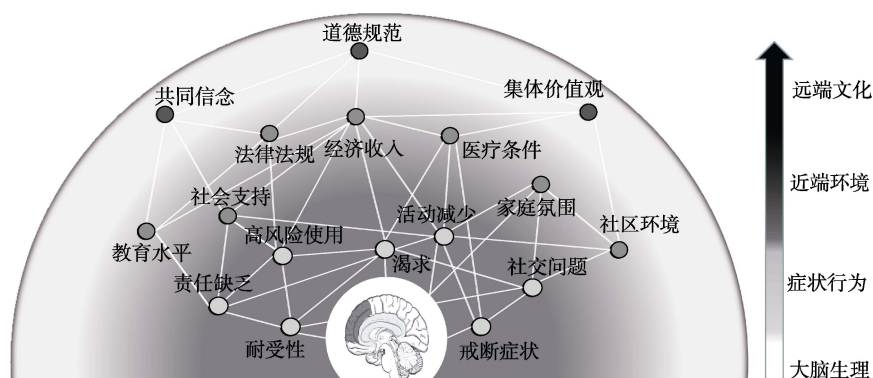 道德规范
共同信念
集体价值观
远端文化
法律法规
经济收入
医疗条件
近端环境
社会支持
活动减少
家庭氛围
社区环境
教育水平
高风险使用
渴求
社交问题
责任缺乏
症状行为
耐受性
戒断症状
大脑生理